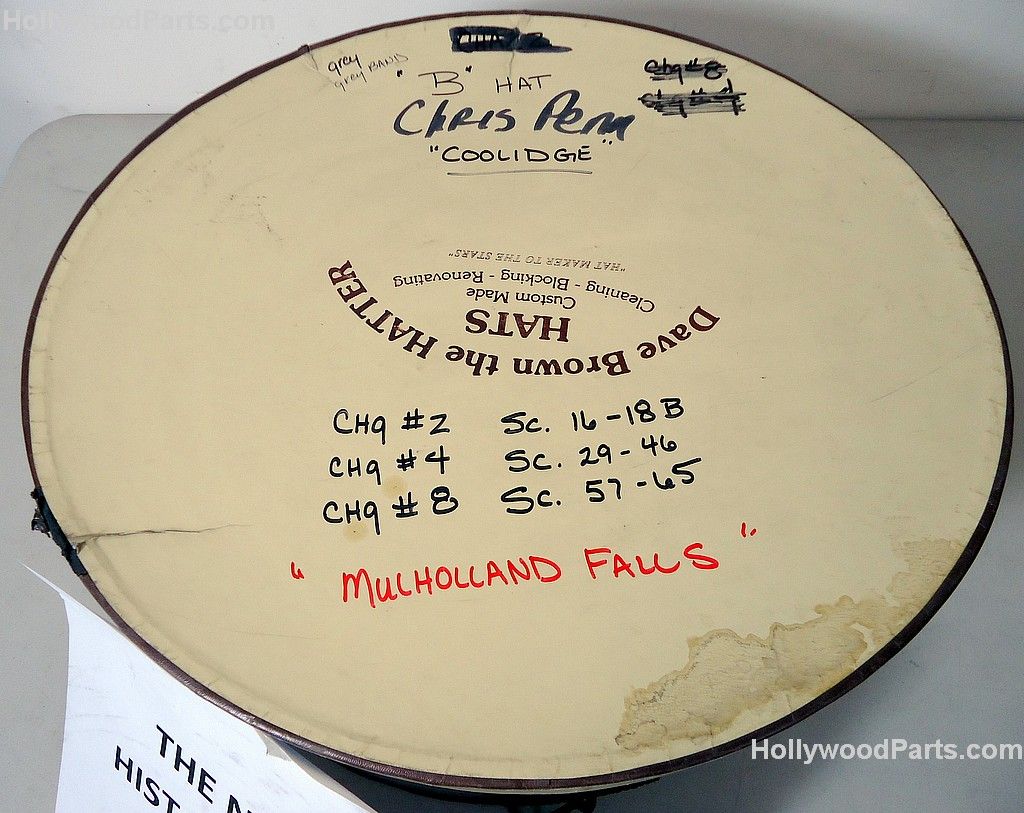 HollywoodParts.com
grey
grey BAND
"B" HAT
Chq #8
Chris Penn
"COOLIDGE"
Dave Brown the HATTER
HATS
Custom Made
Cleaning - Blocking - Renovating
"HAT MAKER TO THE STARS"
CHq #2 Sc. 16-18B
CHq #4 Sc. 29-46
CHq #8 Sc. 57-65
"MULHOLLAND FALLS"
HollywoodParts.com
THE N
HIST